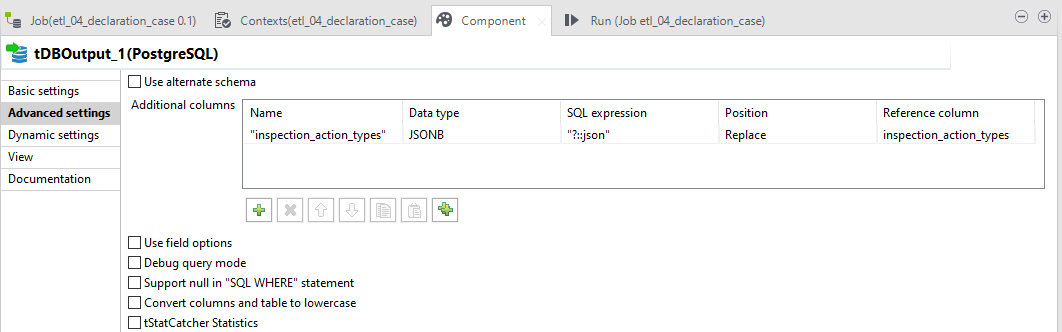 Job(etl_04_declaration_case 0.1) Contexts(etl_04_declaration_case) Component Run (Job etl_04_declaration_case)
tDBOutput_1(PostgreSQL)
Basic settings
Advanced settings
Dynamic settings
View
Documentation
Use alternate schema
Additional columns
Name Data type SQL expression Position Reference column
"inspection_action_types" JSONB "?::json" Replace inspection_action_types
Use field options
Debug query mode
Support null in "SQL WHERE" statement
Convert columns and table to lowercase
tStatCatcher Statistics